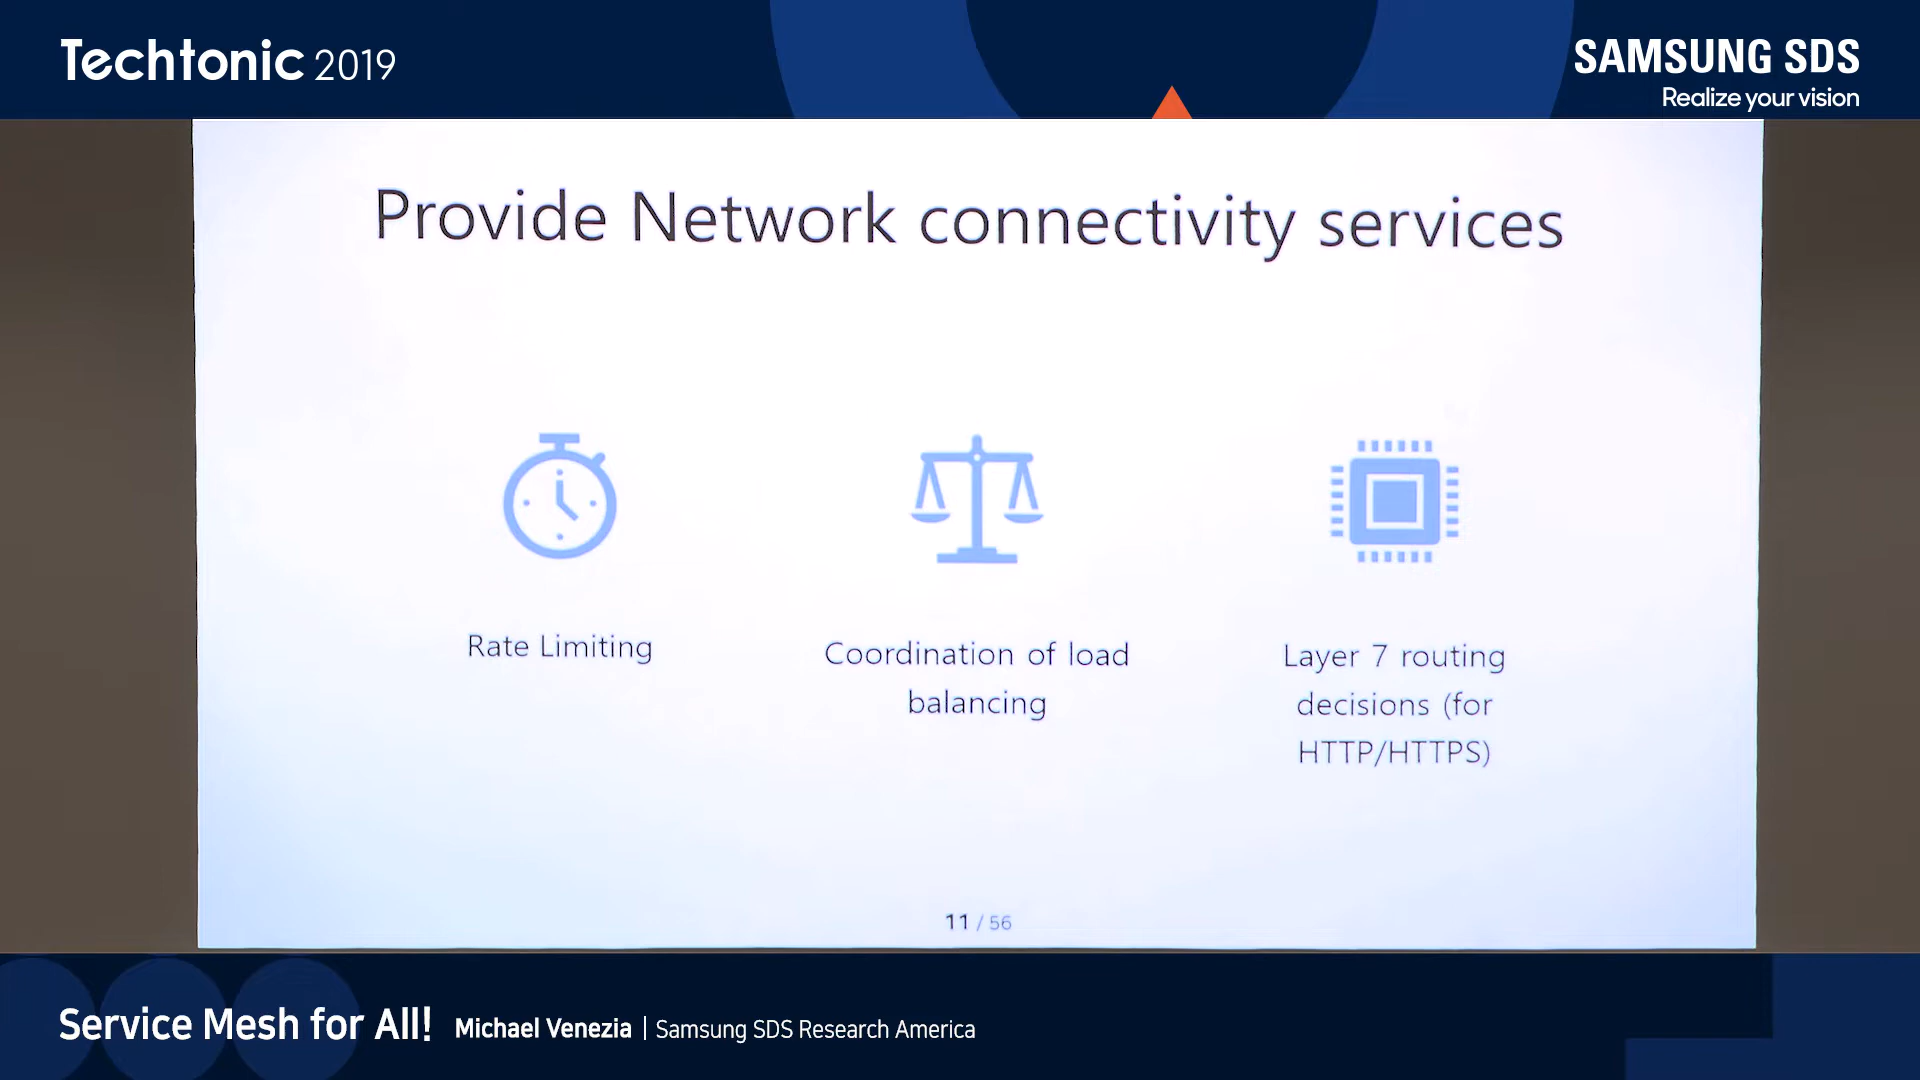 Techtonic 2019
SAMSUNG SDS
Realize your vision
Provide Network connectivity services
Rate Limiting
Coordination of load
balancing
Layer 7 routing
decisions (for
HTTP/HTTPS)
11 / 56
Service Mesh for All! Michael Venezia | Samsung SDS Research America